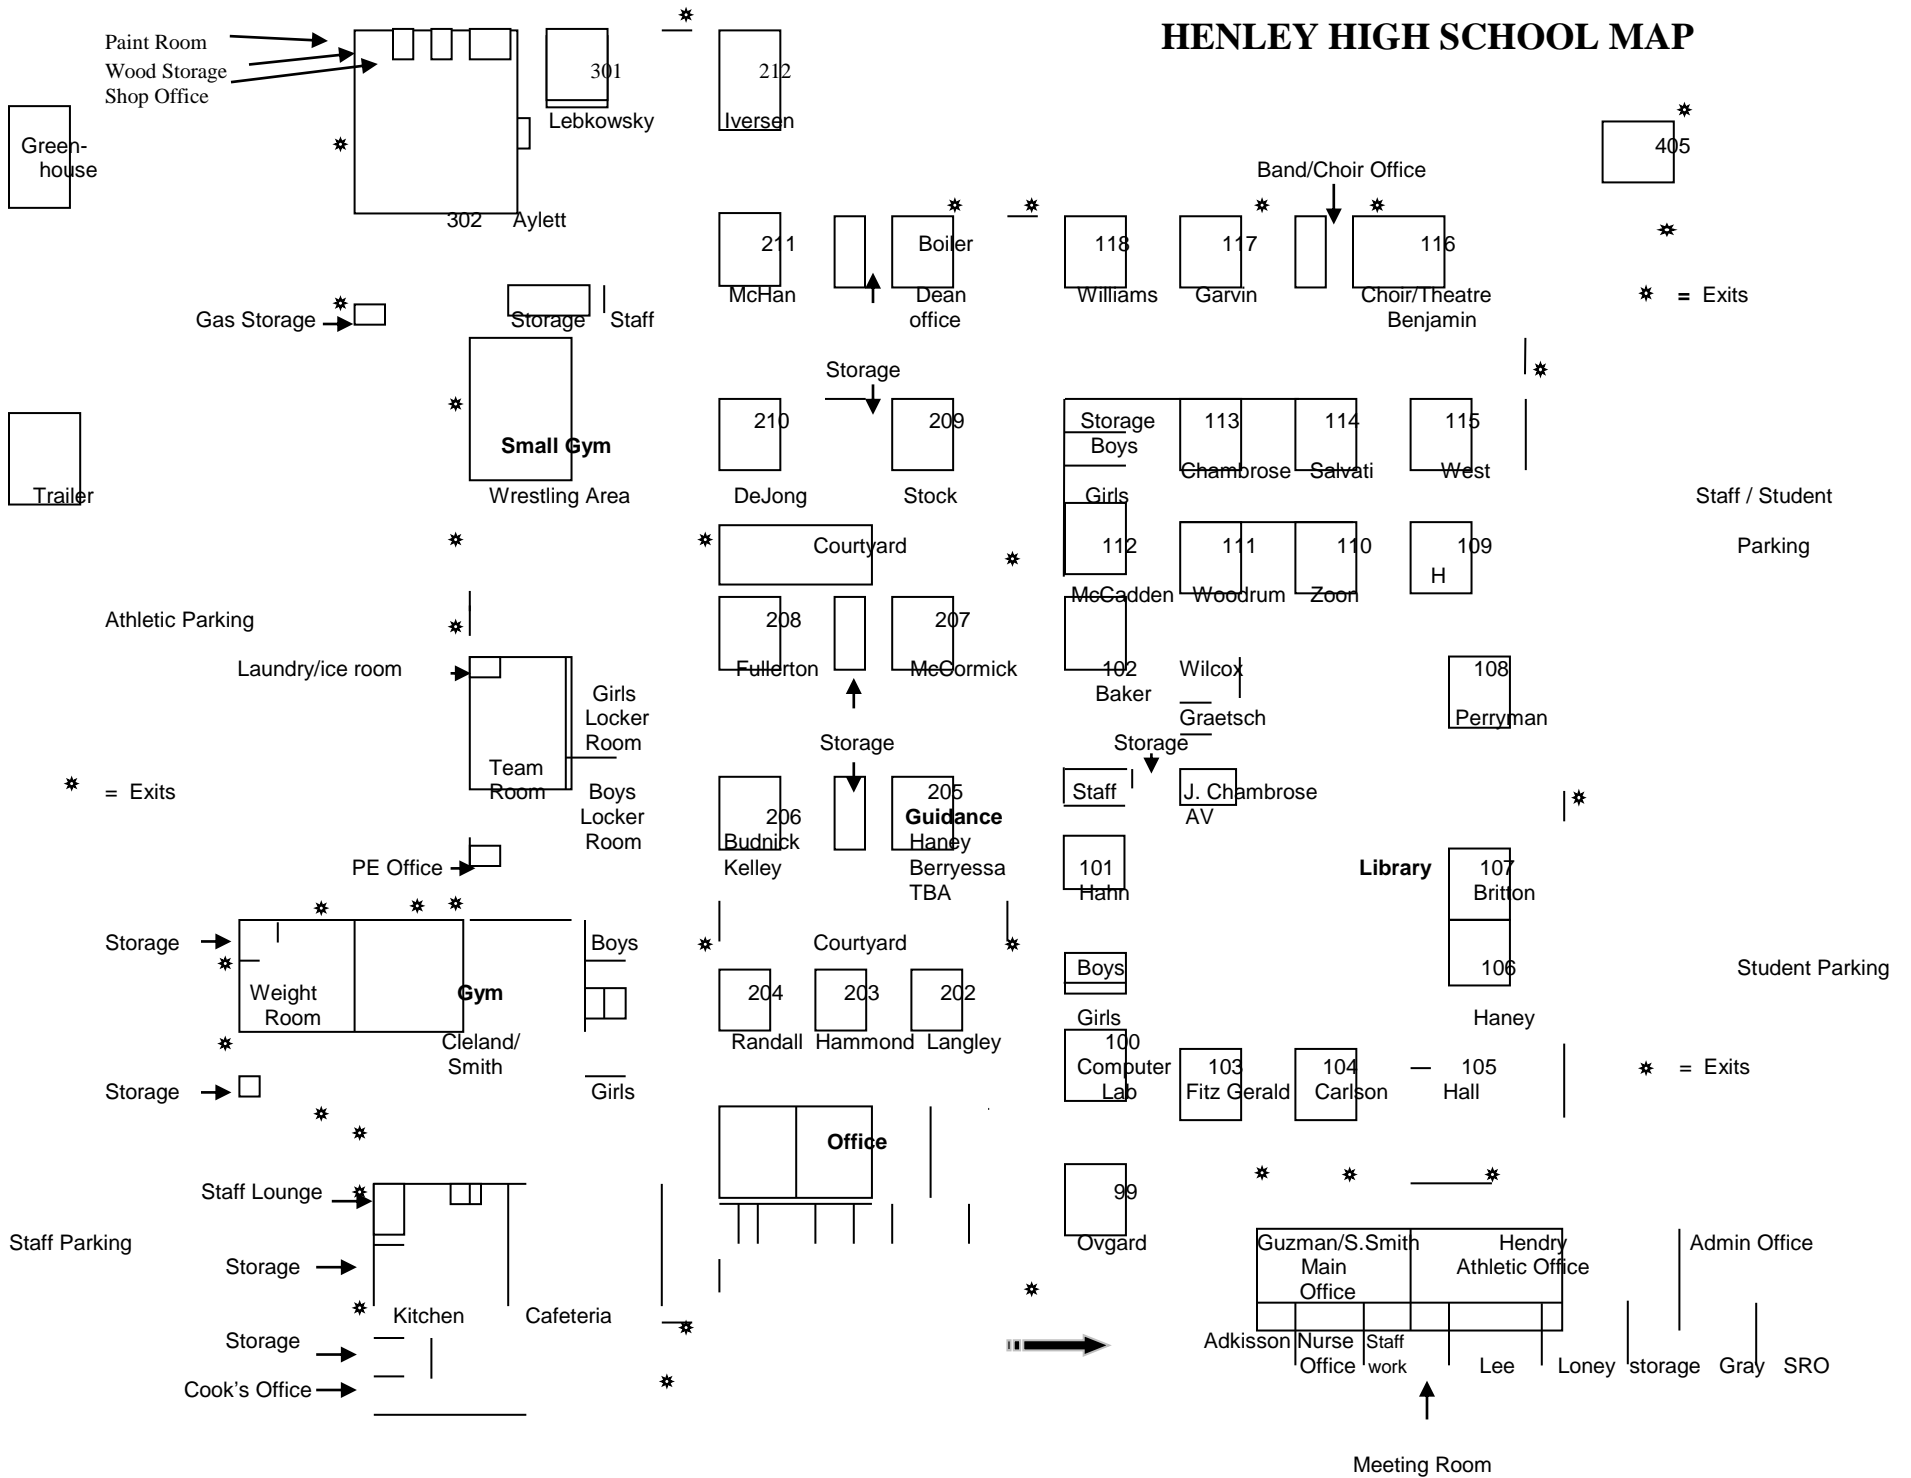 HENLEY HIGH SCHOOL MAP
Paint Room
Wood Storage
Shop Office
301
Lebkowsky
212
Iversen
Green-
house
405
Band/Choir Office
302 Aylett
211
McHan
Boiler
Dean
office
118
Williams
117
Garvin
116
Choir/Theatre
Benjamin
= Exits
Gas Storage
Storage
Staff
Storage
Small Gym
Wrestling Area
Trailer
210
DeJong
209
Stock
Storage
Boys
Girls
113
Chambrose
114
Salvati
115
West
Staff / Student
Parking
Courtyard
112
McCadden
111
Woodrum
110
Zoon
109
H
Athletic Parking
208
Fullerton
207
McCormick
102
Baker
Wilcox
Graetsch
108
Perryman
Laundry/ice room
Girls
Locker
Room
Team
Room
Storage
Storage
= Exits
Boys
Locker
Room
206
Budnick
Kelley
205
Guidance
Haney
Berryessa
TBA
Staff
J. Chambrose
AV
PE Office
101
Hahn
Library
107
Britton
Storage
Boys
Courtyard
Boys
106
Haney
Student Parking
Weight
Room
Gym
Cleland/
Smith
204
Randall
203
Hammond
202
Langley
Girls
100
Computer
Lab
103
Fitz Gerald
104
Carlson
105
Hall
= Exits
Storage
Girls
Office
Staff Lounge
99
Ovgard
Staff Parking
Storage
Kitchen
Cafeteria
Guzman/S.Smith
Main
Office
Hendry
Athletic Office
Admin Office
Storage
Cook's Office
Adkisson
Nurse
Office
Staff
work
Lee
Loney
storage
Gray
SRO
Meeting Room